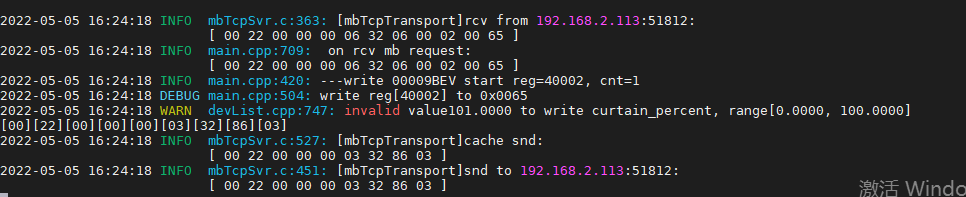 2022-05-05 16:24:18 INFO  mbTcpSvr.c:363: [mbTcpTransport]rcv from 192.168.2.113:51812:
[ 00 22 00 00 00 06 32 06 00 02 00 65 ]
2022-05-05 16:24:18 INFO  main.cpp:709:  on rcv mb request:
[ 00 22 00 00 00 06 32 06 00 02 00 65 ]
2022-05-05 16:24:18 INFO  main.cpp:420: ---write 00009BEV start reg=40002, cnt=1
2022-05-05 16:24:18 DEBUG main.cpp:504: write reg[40002] to 0x0065
2022-05-05 16:24:18 WARN  devList.cpp:747: invalid value101.0000 to write curtain_percent, range[0.0000, 100.0000]
[00][22][00][00][00][03][32][86][03]
2022-05-05 16:24:18 INFO  mbTcpSvr.c:527: [mbTcpTransport]cache snd:
[ 00 22 00 00 00 03 32 86 03 ]
2022-05-05 16:24:18 INFO  mbTcpSvr.c:451: [mbTcpTransport]snd to 192.168.2.113:51812:
[ 00 22 00 00 00 03 32 86 03 ]
激活 Windo